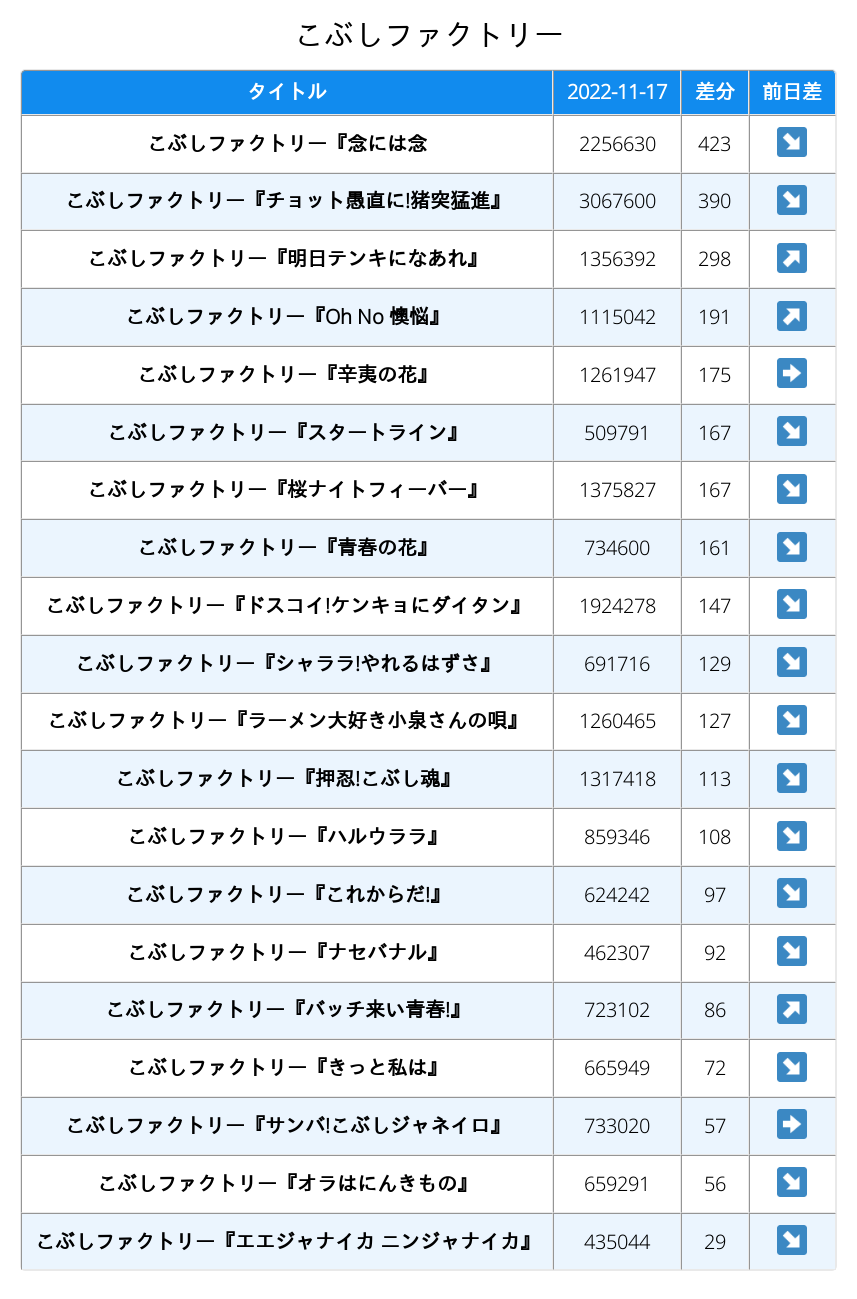 こぶしファクトリー
タイトル 2022-11-17 差分 前日差
こぶしファクトリー『念には念 2256630 423 ↘
こぶしファクトリー『チョット愚直に!猪突猛進』 3067600 390 ↘
こぶしファクトリー『明日テンキになあれ』 1356392 298 ↗
こぶしファクトリー『Oh No 懊悩』 1115042 191 ↗
こぶしファクトリー『辛夷の花』 1261947 175 ➡
こぶしファクトリー『スタートライン』 509791 167 ↘
こぶしファクトリー『桜ナイトフィーバー』 1375827 167 ↘
こぶしファクトリー『青春の花』 734600 161 ↘
こぶしファクトリー『ドスコイ!ケンキョにダイタン』 1924278 147 ↘
こぶしファクトリー『シャララ!やれるはずさ』 691716 129 ↘
こぶしファクトリー『ラーメン大好き小泉さんの唄』 1260465 127 ↘
こぶしファクトリー『押忍!こぶし魂』 1317418 113 ↘
こぶしファクトリー『ハルウララ』 859346 108 ↘
こぶしファクトリー『これからだ!』 624242 97 ↘
こぶしファクトリー『ナセバナル』 462307 92 ↘
こぶしファクトリー『バッチ来い青春!』 723102 86 ↗
こぶしファクトリー『きっと私は』 665949 72 ↘
こぶしファクトリー『サンバ!こぶしジャネイロ』 733020 57 ➡
こぶしファクトリー『オラはにんきもの』 659291 56 ↘
こぶしファクトリー『エエジャナイカ ニンジャナイカ』 435044 29 ↘